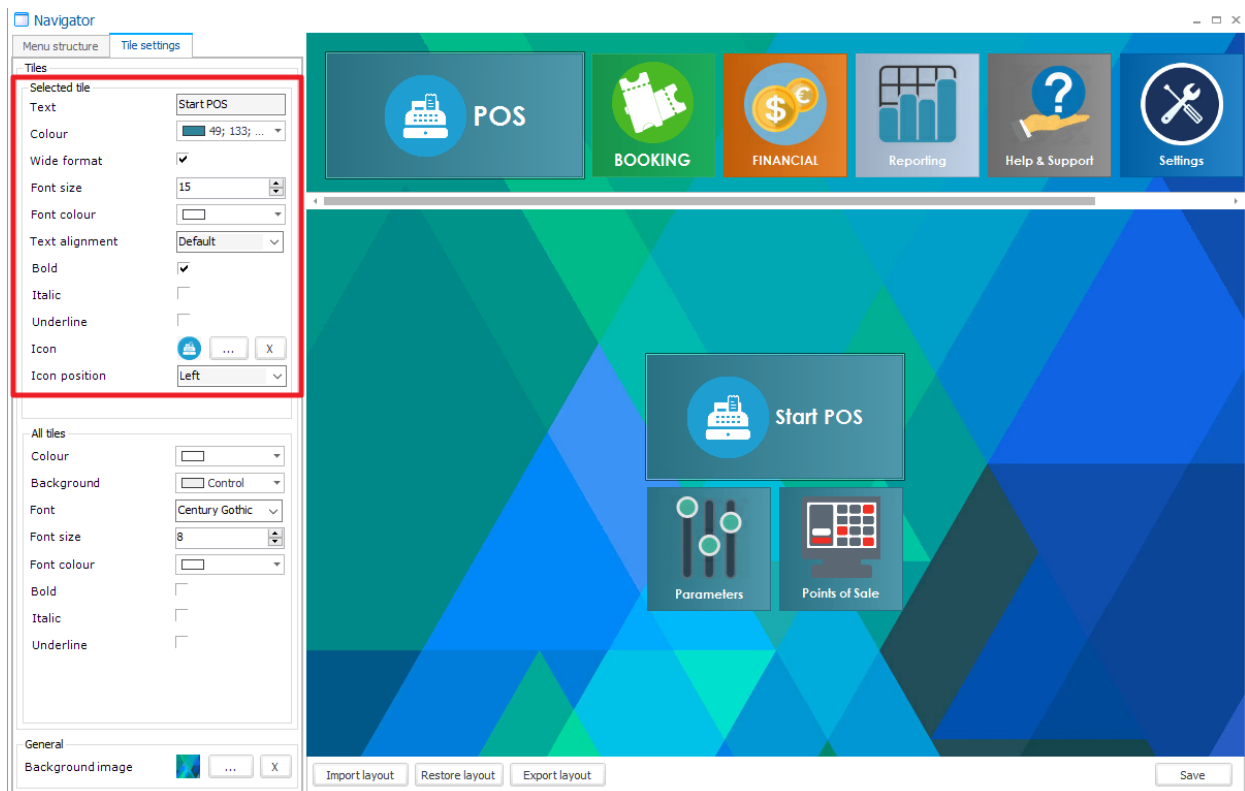 Navigator
Menu structure Tile settings
Tiles
Selected tile
Text Start POS
Colour 49; 133; ...
Wide format
Font size 15
Font colour
Text alignment Default
Bold
Italic
Underline
Icon ... X
Icon position Left
All tiles
Colour
Background Control
Font Century Gothic
Font size 8
Font colour
Bold
Italic
Underline
General
Background image ... X
POS
BOOKING
FINANCIAL
Reporting
Help & Support
Settings
Start POS
Parameters
Points of Sale
Import layout Restore layout Export layout Save